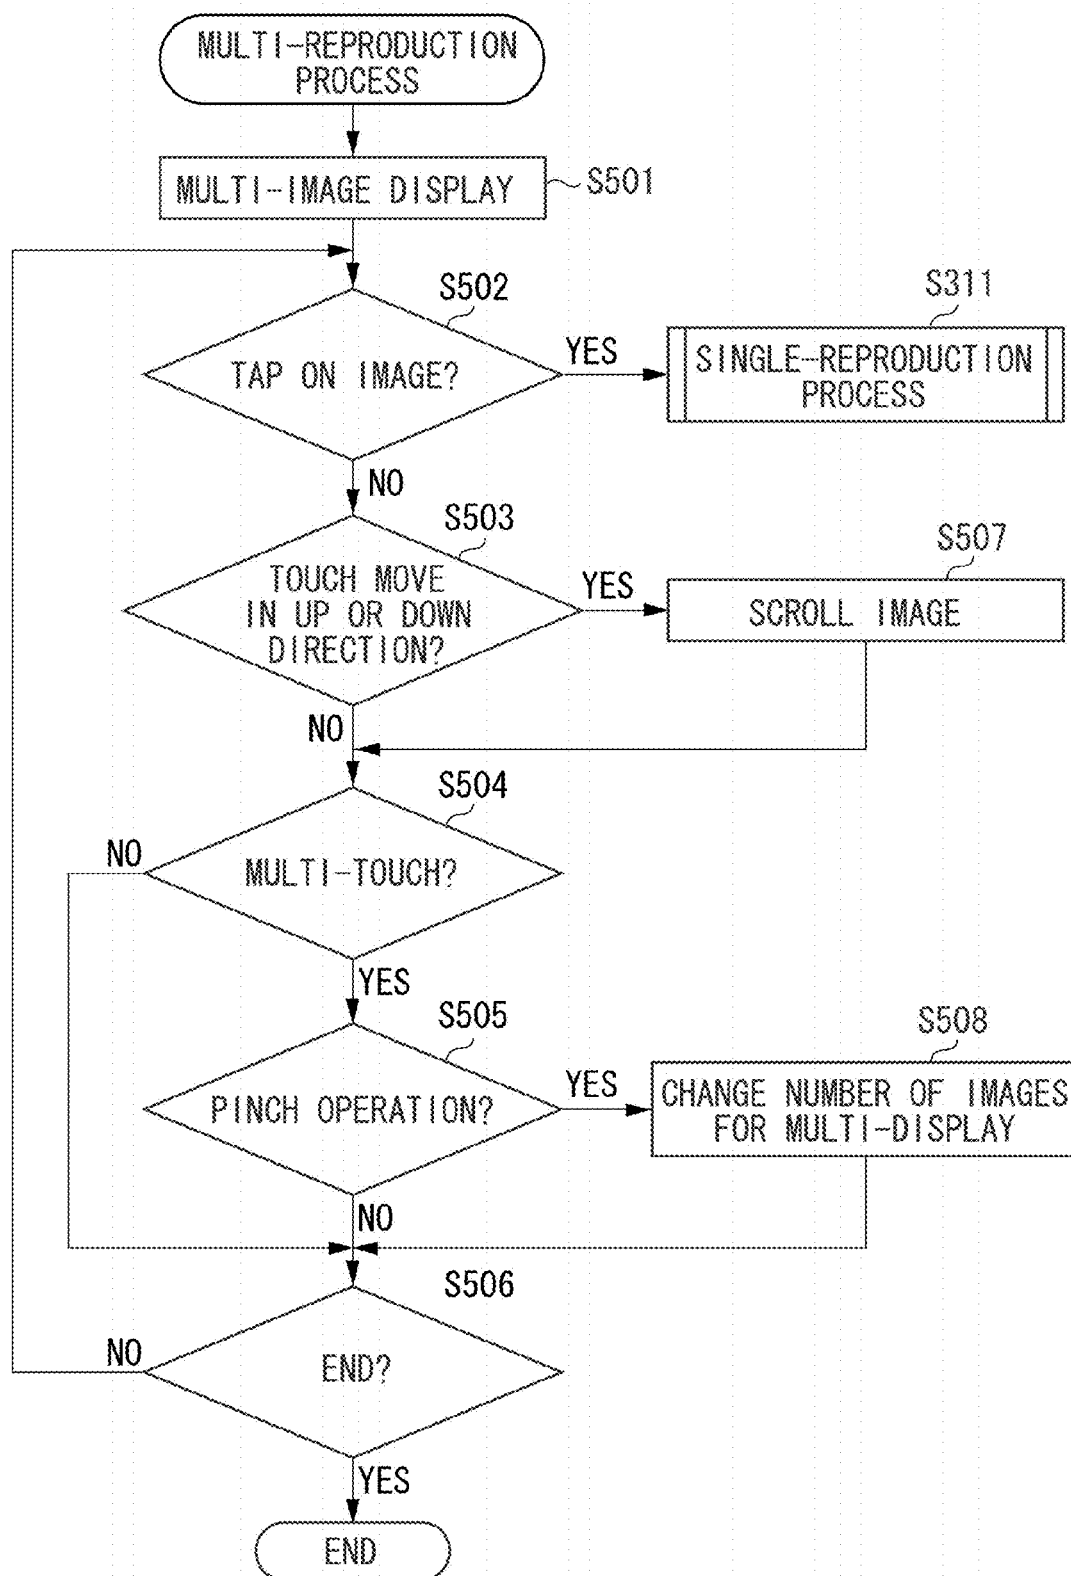 MULTI-REPRODUCTION
PROCESS
MULTI-IMAGE DISPLAY
S501
S502
TAP ON IMAGE?
YES
S311
SINGLE-REPRODUCTION
PROCESS
NO
S503
TOUCH MOVE
IN UP OR DOWN
DIRECTION?
YES
S507
SCROLL IMAGE
NO
S504
NO
MULTI-TOUCH?
YES
S505
PINCH OPERATION?
YES
S508
CHANGE NUMBER OF IMAGES
FOR MULTI-DISPLAY
NO
S506
NO
END?
YES
END